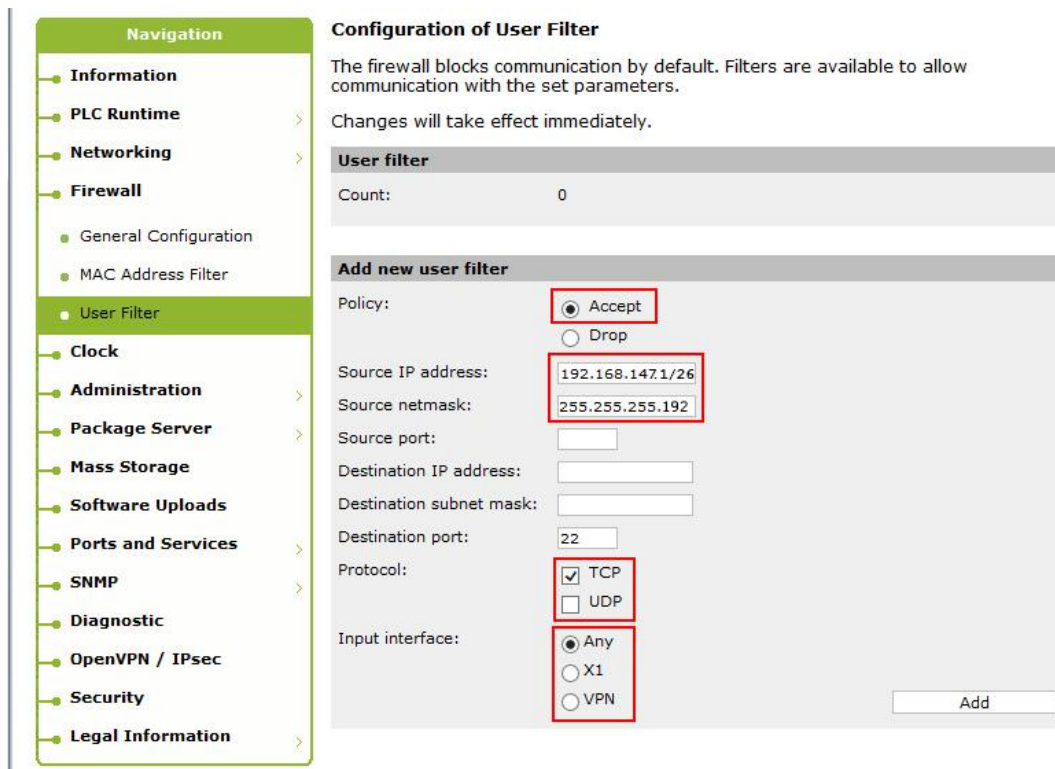 Navigation
Information
PLC Runtime
Networking
Firewall
General Configuration
MAC Address Filter
User Filter
Clock
Administration
Package Server
Mass Storage
Software Uploads
Ports and Services
SNMP
Diagnostic
OpenVPN / IPsec
Security
Legal Information
Configuration of User Filter
The firewall blocks communication by default. Filters are available to allow
communication with the set parameters.
Changes will take effect immediately.
User filter
Count: 0
Add new user filter
Policy: Accept
Drop
Source IP address: 192.168.147.1/26
Source netmask: 255.255.255.192
Source port:
Destination IP address:
Destination subnet mask:
Destination port: 22
Protocol: TCP
UDP
Input interface: Any
X1
VPN
Add